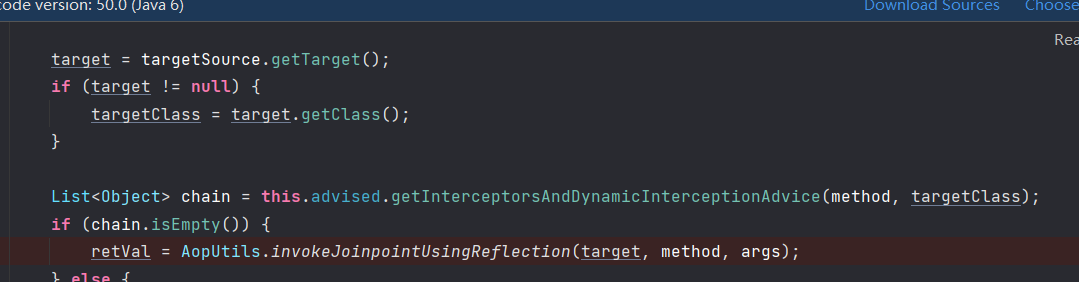 code version: 50.0 (Java 6) Download Sources Choose
Rea
target = targetSource.getTarget();
if (target != null) {
targetClass = target.getClass();
}
List<Object> chain = this.advised.getInterceptorsAndDynamicInterceptionAdvice(method, targetClass);
if (chain.isEmpty()) {
retVal = AopUtils.invokeJoinpointUsingReflection(target, method, args);
} else {